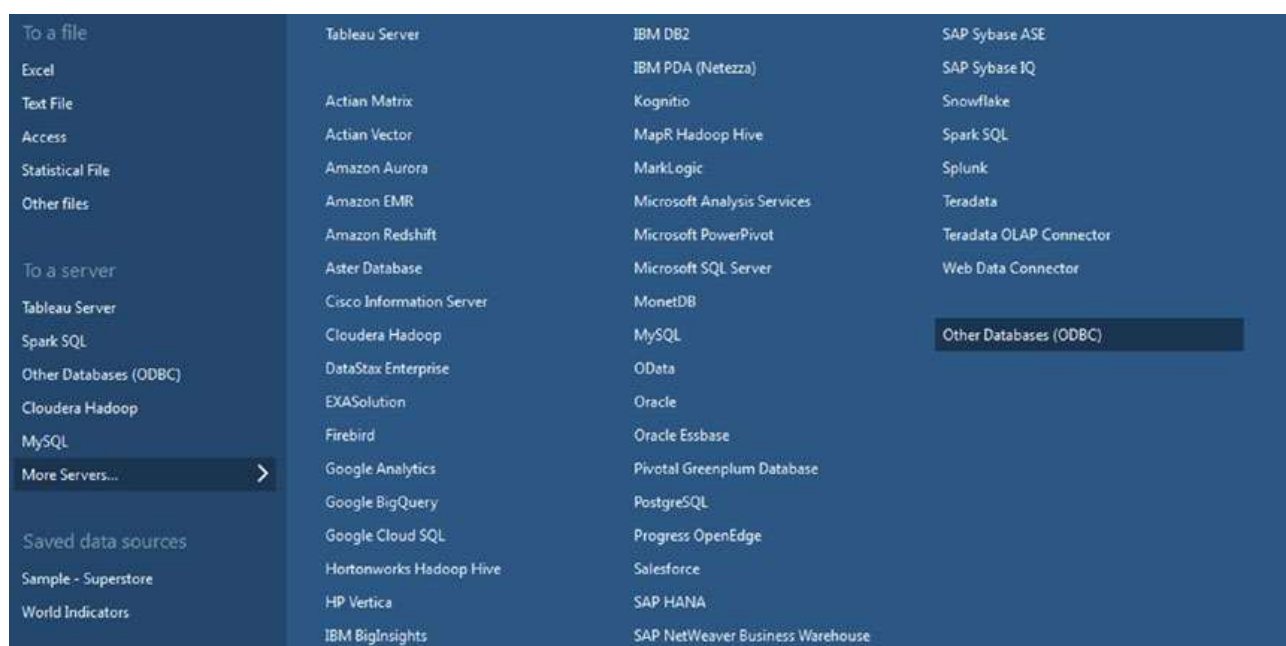 To a file
Excel
Text File
Access
Statistical File
Other files
To a server
Tableau Server
Spark SQL
Other Databases (ODBC)
Cloudera Hadoop
MySQL
More Servers...
Saved data sources
Sample - Superstore
World Indicators
Tableau Server
Actian Matrix
Actian Vector
Amazon Aurora
Amazon EMR
Amazon Redshift
Aster Database
Cisco Information Server
Cloudera Hadoop
DataStax Enterprise
EXASolution
Firebird
Google Analytics
Google BigQuery
Google Cloud SQL
Hortonworks Hadoop Hive
HP Vertica
IBM BigInsights
IBM DB2
IBM PDA (Netezza)
Kognitio
MapR Hadoop Hive
MarkLogic
Microsoft Analysis Services
Microsoft PowerPivot
Microsoft SQL Server
MonetDB
MySQL
OData
Oracle
Oracle Essbase
Pivotal Greenplum Database
PostgreSQL
Progress OpenEdge
Salesforce
SAP HANA
SAP NetWeaver Business Warehouse
SAP Sybase ASE
SAP Sybase IQ
Snowflake
Spark SQL
Splunk
Teradata
Teradata OLAP Connector
Web Data Connector
Other Databases (ODBC)